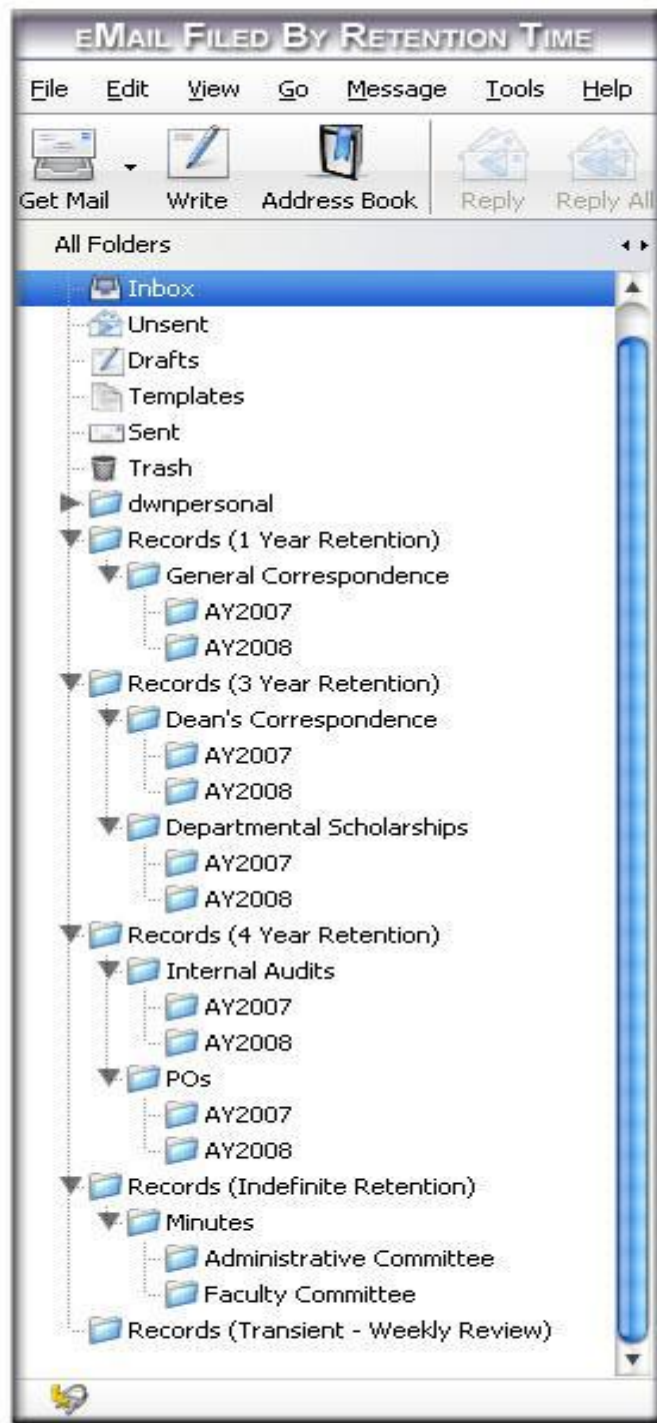 eMail Filed By Retention Time
File Edit View Go Message Tools Help
Get Mail Write Address Book Reply Reply All
All Folders
Inbox
Unsent
Drafts
Templates
Sent
Trash
dwnpersonal
Records (1 Year Retention)
General Correspondence
AY2007
AY2008
Records (3 Year Retention)
Dean's Correspondence
AY2007
AY2008
Departmental Scholarships
AY2007
AY2008
Records (4 Year Retention)
Internal Audits
AY2007
AY2008
POs
AY2007
AY2008
Records (Indefinite Retention)
Minutes
Administrative Committee
Faculty Committee
Records (Transient - Weekly Review)